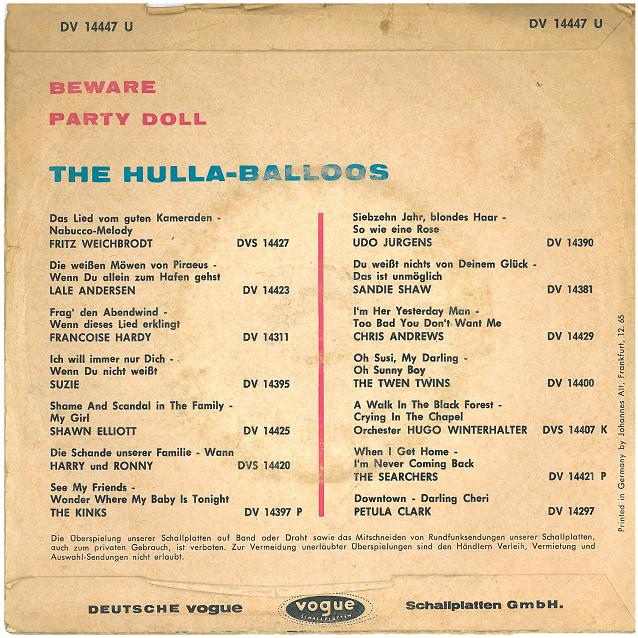 DV 14447 U
DV 14447 U
BEWARE
PARTY DOLL
THE HULLA-BALLOOS
Das Lied vom guten Kameraden -
Nabucco-Melody
FRITZ WEICHBRODT DVS 14427
Die weißen Möwen von Piraeus -
Wenn Du allein zum Hafen gehst
LALE ANDERSEN DV 14423
Frag' den Abendwind -
Wenn dieses Lied erklingt
FRANCOISE HARDY DV 14311
Ich will immer nur Dich -
Wenn Du nicht weißt
SUZIE DV 14395
Shame And Scandal in The Family -
My Girl
SHAWN ELLIOTT DV 14425
Die Schande unserer Familie - Wann
HARRY und RONNY DVS 14420
See My Friends -
Wonder Where My Baby Is Tonight
THE KINKS DV 14397 P
Siebzehn Jahr, blondes Haar -
So wie eine Rose
UDO JURGENS DV 14390
Du weißt nichts von Deinem Glück -
Das ist unmöglich
SANDIE SHAW DV 14381
I'm Her Yesterday Man -
Too Bad You Don't Want Me
CHRIS ANDREWS DV 14429
Oh Susi, My Darling -
Oh Sunny Boy
THE TWEN TWINS DV 14400
A Walk In The Black Forest -
Crying In The Chapel
Orchester HUGO WINTERHALTER DVS 14407 K
When I Get Home -
I'm Never Coming Back
THE SEARCHERS DV 14421 P
Downtown - Darling Cheri
PETULA CLARK DV 14297
Printed in Germany by Johannes Alt, Frankfurt, 12. 65
Die Überspielung unserer Schallplatten auf Band oder Draht sowie das Mitschneiden von Rundfunksendungen unserer Schallplatten,
auch zum privaten Gebrauch, ist verboten. Zur Vermeidung unerlaubter Überspielungen sind den Händlern Verleih, Vermietung und
Auswahl-Sendungen nicht erlaubt.
DEUTSCHE vogue
vogue
SCHALLPLATTEN
Schallplatten GmbH.